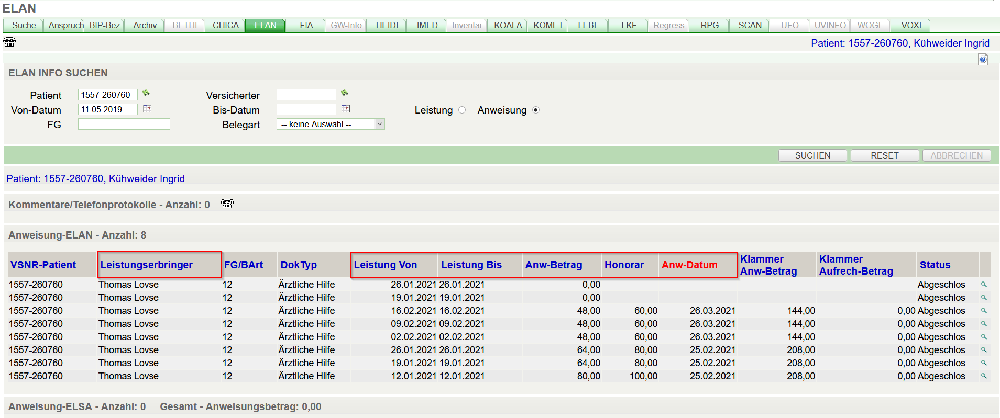 ELAN
Suche Anspruch BIP-Bez Archiv BETHI CHICA ELAN FIA GW-Info HEIDI IMED Inventar KOALA KOMET LEBE LKF Regress RPG SCAN UFO UVINFO WOGE VOXI
Patient: 1557-260760, Kühweider Ingrid
ELAN INFO SUCHEN
Patient 1557-260760 Versicherter
Von-Datum 11.05.2019 Bis-Datum Leistung Anweisung
FG Belegart -- keine Auswahl --
SUCHEN RESET ABBRECHEN
Patient: 1557-260760, Kühweider Ingrid
Kommentare/Telefonprotokolle - Anzahl: 0
Anweisung-ELAN - Anzahl: 8
VSNR-Patient Leistungserbringer FG/BArt DokTyp Leistung Von Leistung Bis Anw-Betrag Honorar Anw-Datum Klammer Anw-Betrag Klammer Aufrech-Betrag Status
1557-260760 Thomas Lovse 12 Ärztliche Hilfe 26.01.2021 26.01.2021 0,00 Abgeschlos
1557-260760 Thomas Lovse 12 Ärztliche Hilfe 19.01.2021 19.01.2021 0,00 Abgeschlos
1557-260760 Thomas Lovse 12 Ärztliche Hilfe 16.02.2021 16.02.2021 48,00 60,00 26.03.2021 144,00 0,00 Abgeschlos
1557-260760 Thomas Lovse 12 Ärztliche Hilfe 09.02.2021 09.02.2021 48,00 60,00 26.03.2021 144,00 0,00 Abgeschlos
1557-260760 Thomas Lovse 12 Ärztliche Hilfe 02.02.2021 02.02.2021 48,00 60,00 26.03.2021 144,00 0,00 Abgeschlos
1557-260760 Thomas Lovse 12 Ärztliche Hilfe 26.01.2021 26.01.2021 64,00 80,00 25.02.2021 208,00 0,00 Abgeschlos
1557-260760 Thomas Lovse 12 Ärztliche Hilfe 19.01.2021 19.01.2021 64,00 80,00 25.02.2021 208,00 0,00 Abgeschlos
1557-260760 Thomas Lovse 12 Ärztliche Hilfe 12.01.2021 12.01.2021 80,00 100,00 25.02.2021 208,00 0,00 Abgeschlos
Anweisung-ELSA - Anzahl: 0 Gesamt - Anweisungsbetrag: 0,00